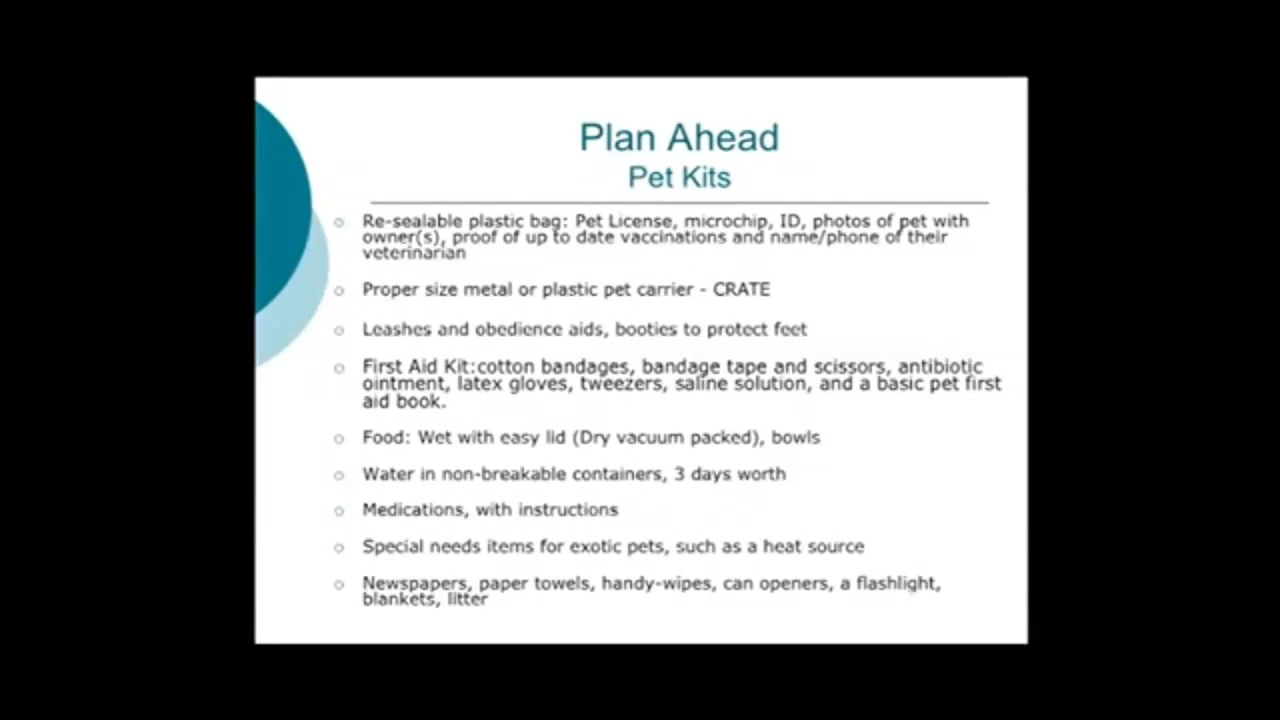 Plan Ahead
Pet Kits
Re-sealable plastic bag: Pet License, microchip, ID, photos of pet with
owner(s), proof of up to date vaccinations and name/phone of their
veterinarian
Proper size metal or plastic pet carrier - CRATE
Leashes and obedience aids, booties to protect feet
First Aid Kit:cotton bandages, bandage tape and scissors, antibiotic
ointment, latex gloves, tweezers, saline solution, and a basic pet first
aid book.
Food: Wet with easy lid (Dry vacuum packed), bowls
Water in non-breakable containers, 3 days worth
Medications, with instructions
Special needs items for exotic pets, such as a heat source
Newspapers, paper towels, handy-wipes, can openers, a flashlight,
blankets, litter